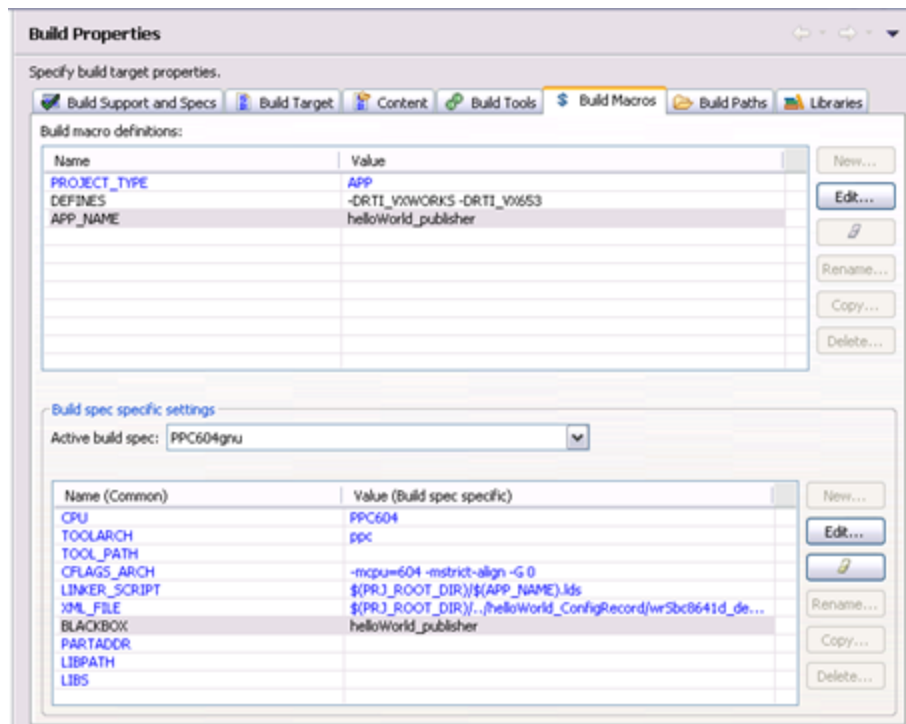 Build Properties
Specify build target properties.
Build Support and Specs Build Target Content Build Tools $ Build Macros Build Paths Libraries
Build macro definitions:
Name Value New...
PROJECT_TYPE APP
DEFINES -DRTI_VXWORKS -DRTI_VX653 Edit...
APP_NAME helloWorld_publisher
Rename...
Copy...
Delete...
Build spec specific settings
Active build spec: PPC604gnu
Name (Common) Value (Build spec specific) New...
CPU PPC604
TOOLARCH ppc Edit...
TOOL_PATH
CFLAGS_ARCH -mcpu=604 -mstrict-align -G 0
LINKER_SCRIPT $(PRJ_ROOT_DIR)/$(APP_NAME).lds
XML_FILE $(PRJ_ROOT_DIR)/../helloWorld_ConfigRecord/wrSbc8641d_de... Rename...
BLACKBOX helloWorld_publisher
PARTADDR Copy...
LIBPATH
LIBS Delete...